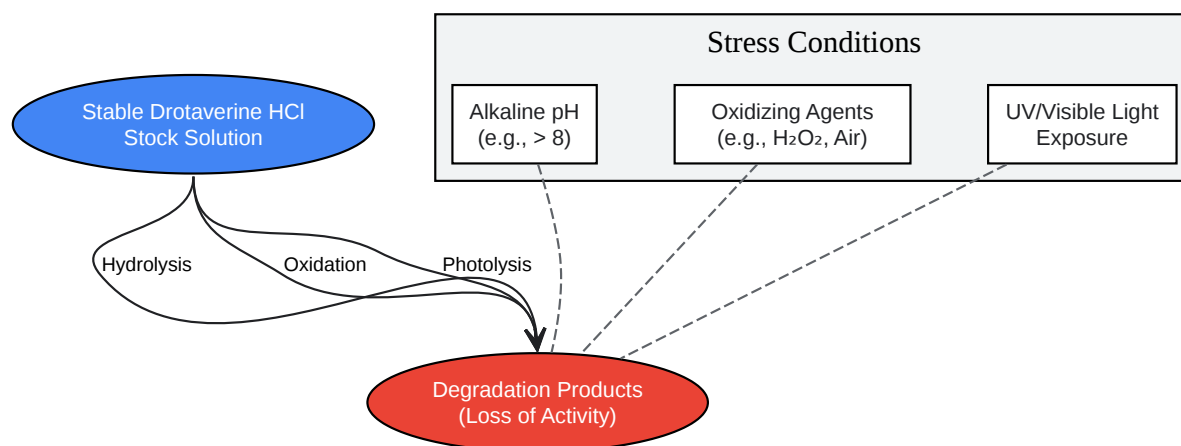 Stress Conditions
Stable Drotaverine HCl
Stock Solution
Alkaline pH
(e.g., > 8)
Oxidizing Agents
(e.g., H₂O₂, Air)
UV/Visible Light
Exposure
Hydrolysis
Oxidation
Photolysis
Degradation Products
(Loss of Activity)